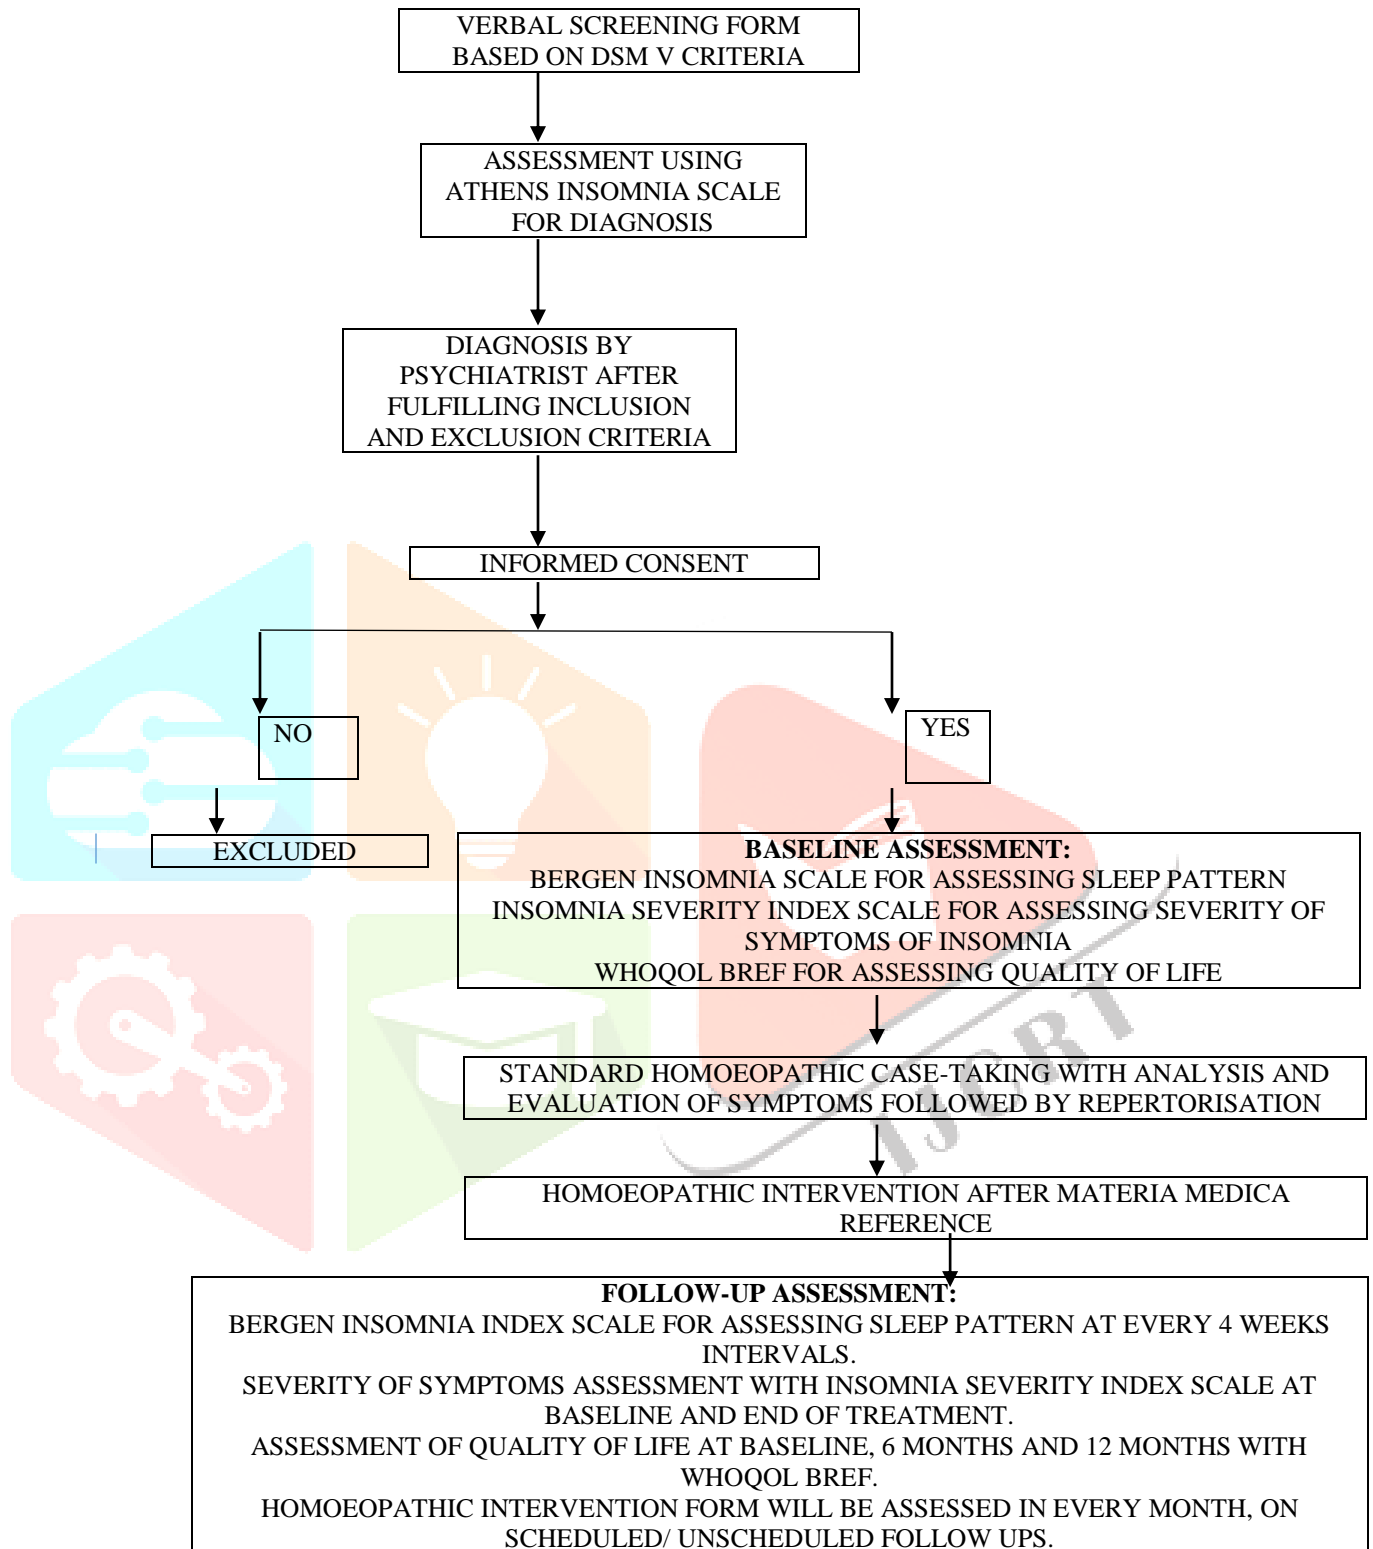 VERBAL SCREENING FORM
BASED ON DSM V CRITERIA
ASSESSMENT USING
ATHENS INSOMNIA SCALE
FOR DIAGNOSIS
DIAGNOSIS BY
PSYCHIATRIST AFTER
FULFILLING INCLUSION
AND EXCLUSION CRITERIA
INFORMED CONSENT
NO
YES
EXCLUDED
BASELINE ASSESSMENT:
BERGEN INSOMNIA SCALE FOR ASSESSING SLEEP PATTERN
INSOMNIA SEVERITY INDEX SCALE FOR ASSESSING SEVERITY OF
SYMPTOMS OF INSOMNIA
WHOQOL BREF FOR ASSESSING QUALITY OF LIFE
STANDARD HOMOEOPATHIC CASE-TAKING WITH ANALYSIS AND
EVALUATION OF SYMPTOMS FOLLOWED BY REPERTORISATION
IJCRT
HOMOEOPATHIC INTERVENTION AFTER MATERIA MEDICA
REFERENCE
FOLLOW-UP ASSESSMENT:
BERGEN INSOMNIA INDEX SCALE FOR ASSESSING SLEEP PATTERN AT EVERY 4 WEEKS
INTERVALS.
SEVERITY OF SYMPTOMS ASSESSMENT WITH INSOMNIA SEVERITY INDEX SCALE AT
BASELINE AND END OF TREATMENT.
ASSESSMENT OF QUALITY OF LIFE AT BASELINE, 6 MONTHS AND 12 MONTHS WITH
WHOQOL BREF.
HOMOEOPATHIC INTERVENTION FORM WILL BE ASSESSED IN EVERY MONTH, ON
SCHEDULED/ UNSCHEDULED FOLLOW UPS.